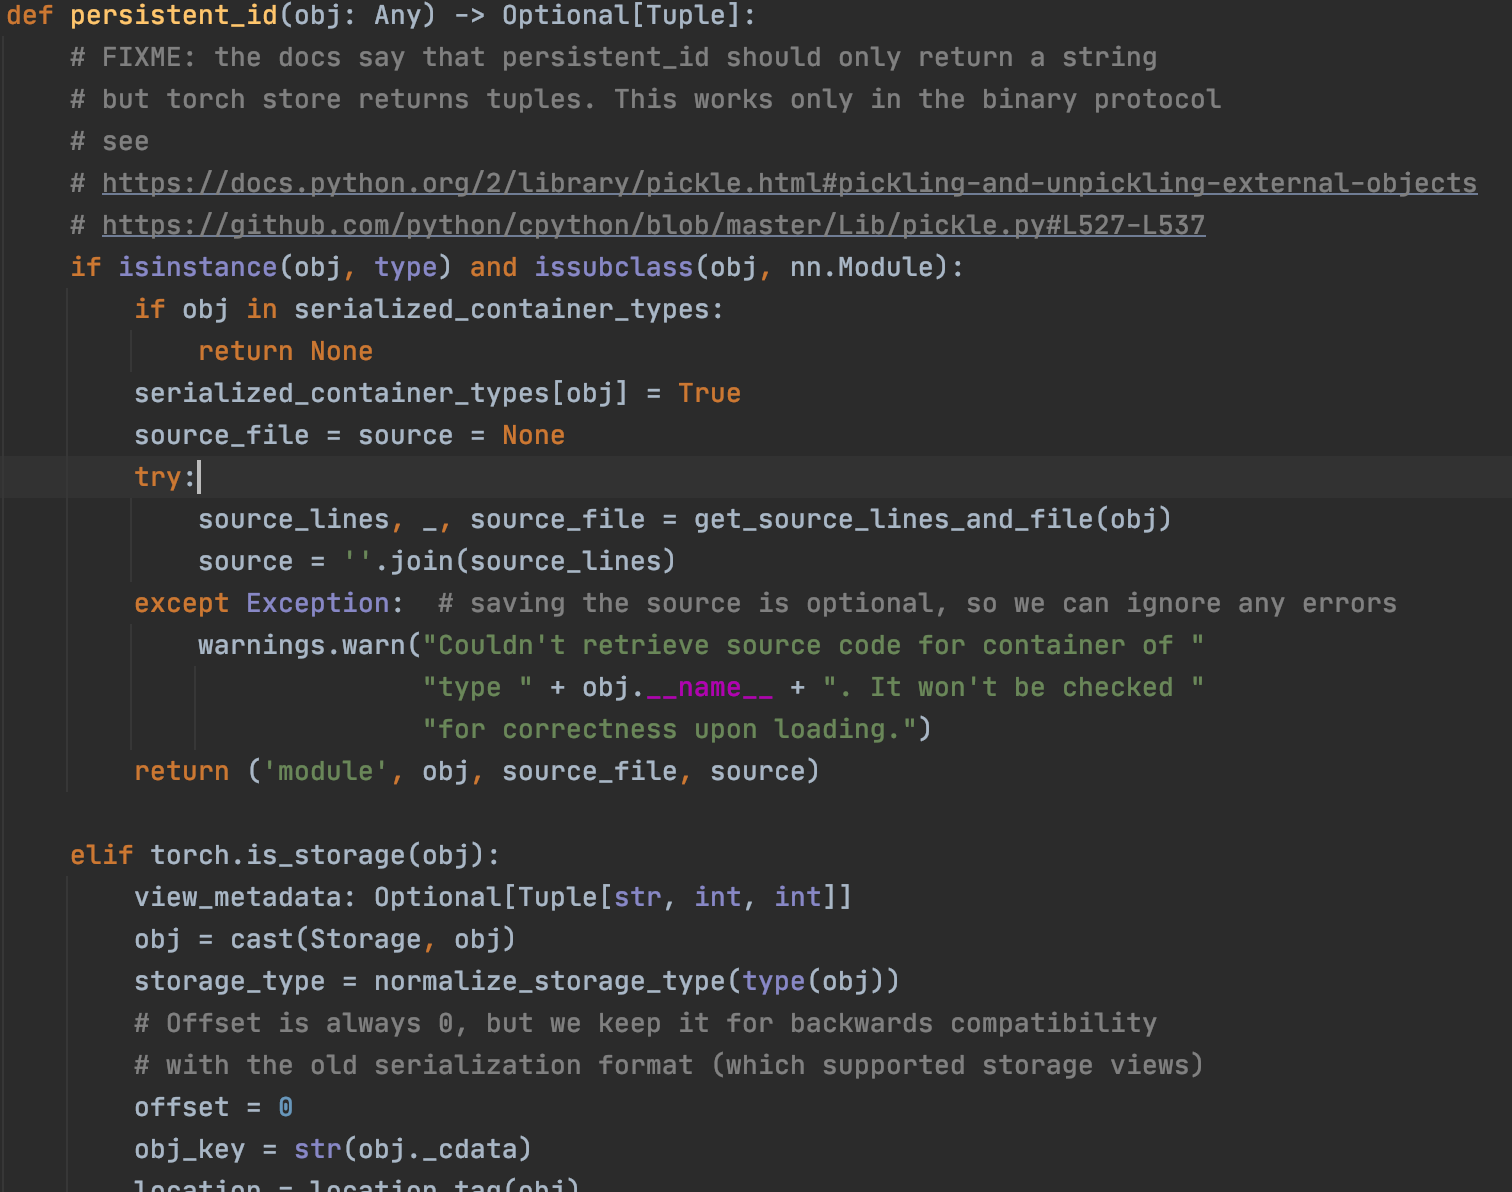 def persistent_id(obj: Any) -> Optional[Tuple]:
    # FIXME: the docs say that persistent_id should only return a string
    # but torch store returns tuples. This works only in the binary protocol
    # see
    # https://docs.python.org/2/library/pickle.html#pickling-and-unpickling-external-objects
    # https://github.com/python/cpython/blob/master/Lib/pickle.py#L527-L537
    if isinstance(obj, type) and issubclass(obj, nn.Module):
        if obj in serialized_container_types:
            return None
        serialized_container_types[obj] = True
        source_file = source = None
        try:
            source_lines, _, source_file = get_source_lines_and_file(obj)
            source = ''.join(source_lines)
        except Exception:  # saving the source is optional, so we can ignore any errors
            warnings.warn("Couldn't retrieve source code for container of "
                          "type " + obj.__name__ + ". It won't be checked "
                          "for correctness upon loading.")
        return ('module', obj, source_file, source)

    elif torch.is_storage(obj):
        view_metadata: Optional[Tuple[str, int, int]]
        obj = cast(Storage, obj)
        storage_type = normalize_storage_type(type(obj))
        # Offset is always 0, but we keep it for backwards compatibility
        # with the old serialization format (which supported storage views)
        offset = 0
        obj_key = str(obj._cdata)
        location = location_tag(obj)